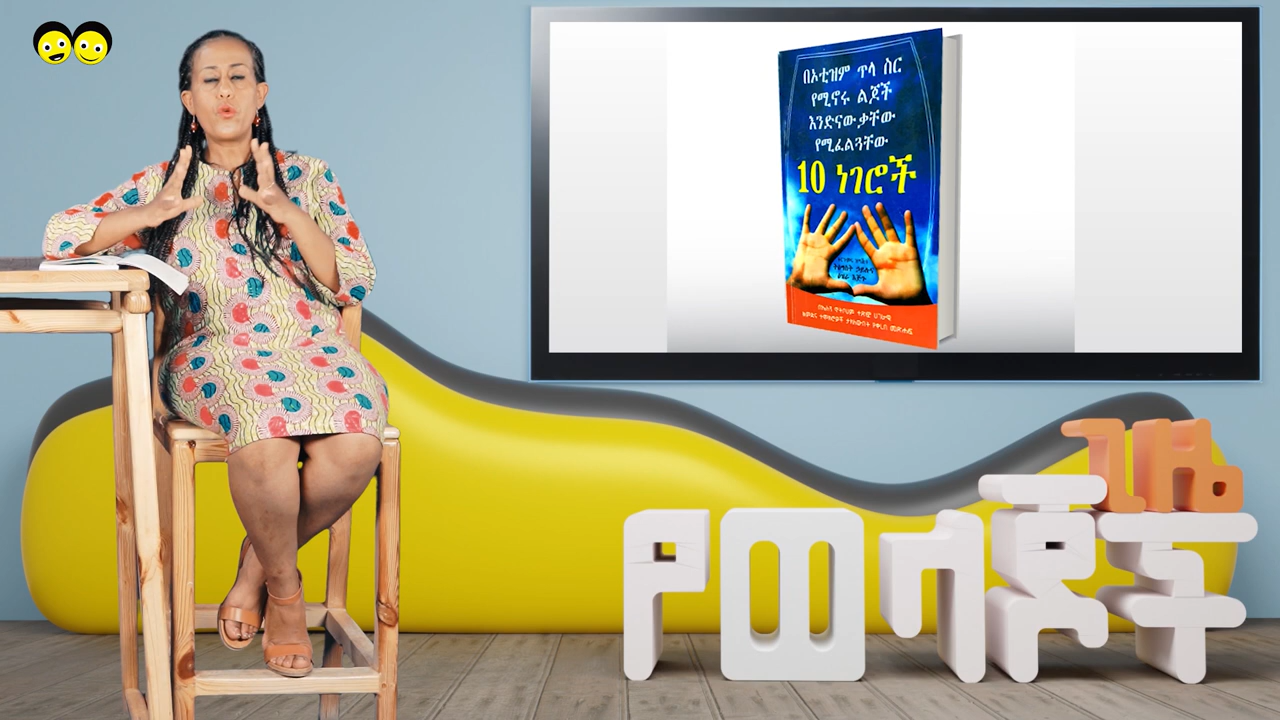 በኦቲዝም ጥላ ስር
የሚኖሩ ልጆች
እንድናውቃቸው
የሚፈልጓቸው
10 ነገሮች
የወላጆች
ጊዜ